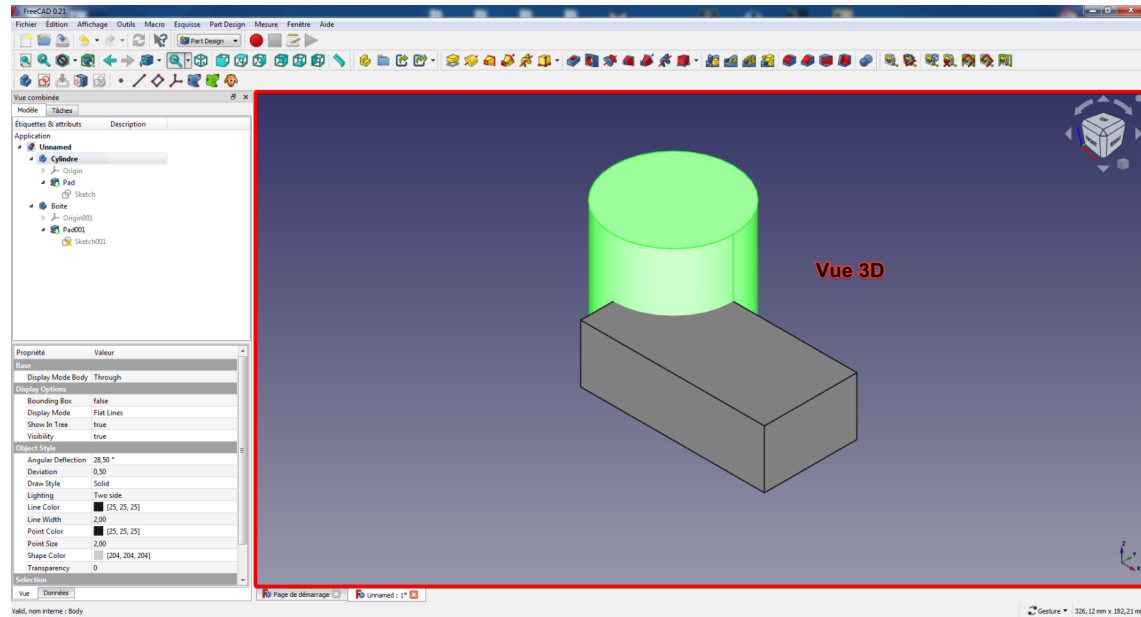 FreeCAD 0.21
Fichier Édition Affichage Outils Macro Esquisse Part Design Mesure Fenêtre Aide
Part Design
Vue combinée
Modèle Tâches
Étiquettes & attributs Description
Application
Unnamed
Cylindre
Origin
Pad
Sketch
Boite
Origin001
Pad001
Sketch001
Propriété Valeur
Base
Display Mode Body Through
Display Options
Bounding Box false
Display Mode Flat Lines
Show In Tree true
Visibility true
Object Style
Angular Deflection 28,50 °
Deviation 0,50
Draw Style Solid
Lighting Two side
Line Color [25, 25, 25]
Line Width 2,00
Point Color [25, 25, 25]
Point Size 2,00
Shape Color [204, 204, 204]
Transparency 0
Selection
Vue Données
Vue 3D
Z
Y
X
Page de démarrage Unnamed : 1*
Valid, nom interne : Body
Gesture 326,12 mm x 182,21 mm